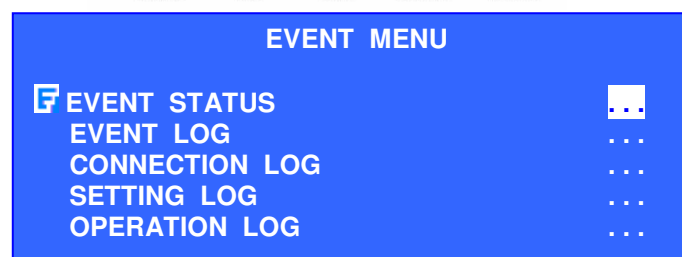 EVENT MENU
EVENT STATUS ...
EVENT LOG ...
CONNECTION LOG ...
SETTING LOG ...
OPERATION LOG ...